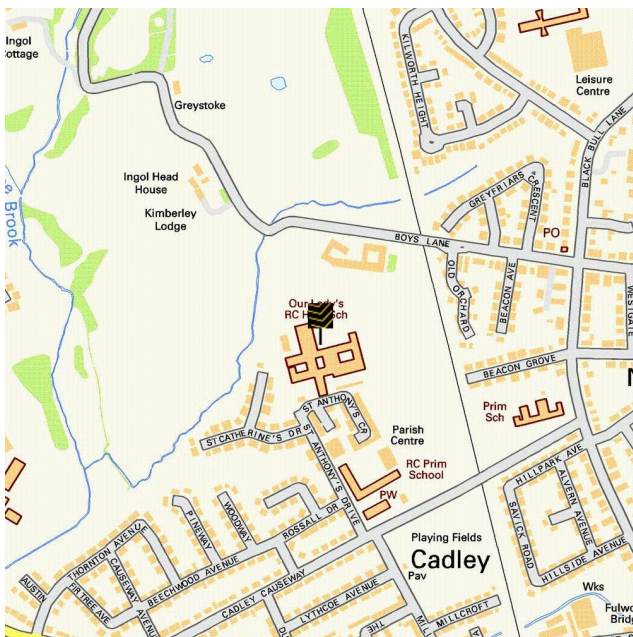 Ingol
Cottage
Brook
Greystoke
Ingol Head
House
Kimberley
Lodge
KILWORTH HEIGHT
Leisure
Centre
BLACK BULL LANE
GREYFRIARS CRESCENT
PO
BOYS LANE
OLD ORCHARD
BEACON AVE
WESTGATE
BEACON GROVE
Our Lady's
RC High Sch
Prim
Sch
ST ANTHONY'S CR
ST CATHERINE'S DR
ST ANTHONY'S DRIVE
Parish
Centre
RC Prim
School
PW
HILLPARK AVE
ALVERN AVENUE
SAVICK ROAD
HILLSIDE AVENUE
PINEWAY
WOODWAY
ROSSALL DR
THORNTON AVENUE
Playing Fields
Cadley
Pav
AUSTIN
FIR TREE AVE
CAUSEWAY AVENUE
BEECHWOOD AVENUE
CADLEY CAUSEWAY
LYTHCOE AVENUE
THE
MILL
MILLCROFT
Wks
Fulwo
Bridg